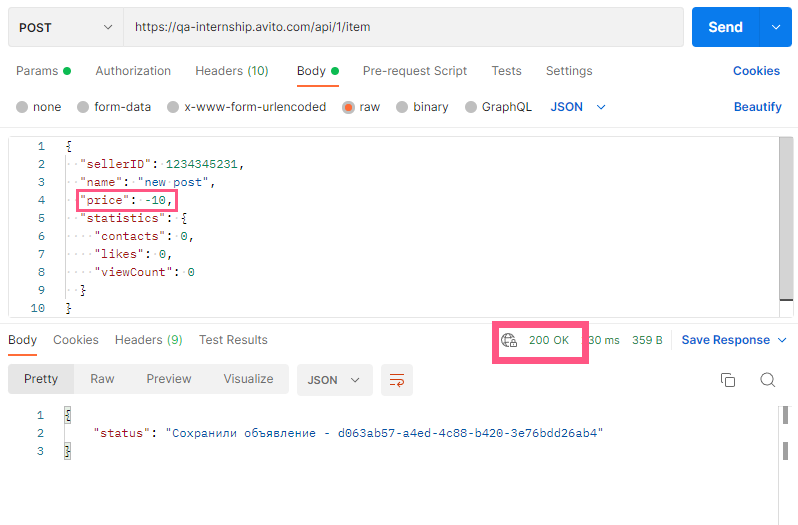 POST https://qa-internship.avito.com/api/1/item Send
Params Authorization Headers (10) Body Pre-request Script Tests Settings Cookies
none form-data x-www-form-urlencoded raw binary GraphQL JSON Beautify
1 {
2 "sellerID": 1234345231,
3 "name": "new post",
4 "price": -10,
5 "statistics": {
6 "contacts": 0,
7 "likes": 0,
8 "viewCount": 0
9 }
10 }
Body Cookies Headers (9) Test Results 200 OK 30 ms 359 B Save Response
Pretty Raw Preview Visualize JSON
1 {
2 "status": "Сохранили объявление - d063ab57-a4ed-4c88-b420-3e76bdd26ab4"
3 }